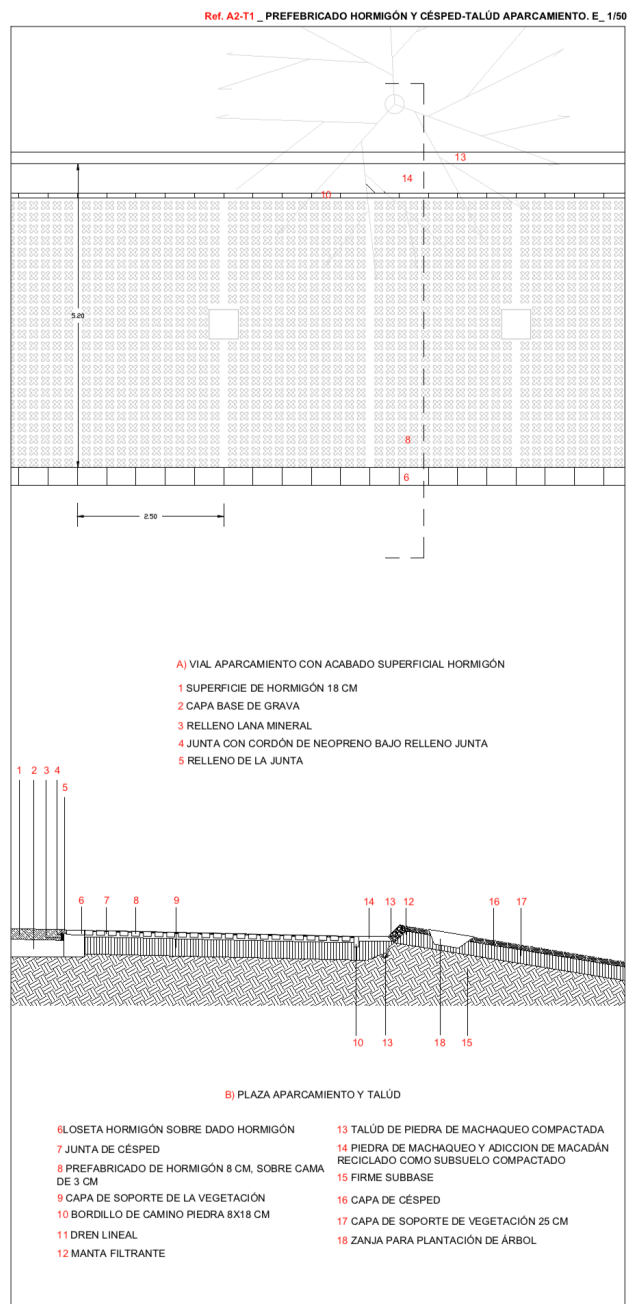 Ref. A2-T1 _ PREFEBRICADO HORMIGÓN Y CÉSPED-TALÚD APARCAMIENTO. E_ 1/50
13
14
10
5.20
8
6
2.50
A) VIAL APARCAMIENTO CON ACABADO SUPERFICIAL HORMIGÓN
1 SUPERFICIE DE HORMIGÓN 18 CM
2 CAPA BASE DE GRAVA
3 RELLENO LANA MINERAL
4 JUNTA CON CORDÓN DE NEOPRENO BAJO RELLENO JUNTA
5 RELLENO DE LA JUNTA
1 2 3 4
5
6 7 8 9 14 13 12 16 17
10 13 18 15
B) PLAZA APARCAMIENTO Y TALÚD
6LOSETA HORMIGÓN SOBRE DADO HORMIGÓN
7 JUNTA DE CÉSPED
8 PREFABRICADO DE HORMIGÓN 8 CM, SOBRE CAMA
DE 3 CM
9 CAPA DE SOPORTE DE LA VEGETACIÓN
10 BORDILLO DE CAMINO PIEDRA 8X18 CM
11 DREN LINEAL
12 MANTA FILTRANTE
13 TALÚD DE PIEDRA DE MACHAQUEO COMPACTADA
14 PIEDRA DE MACHAQUEO Y ADICCION DE MACADÁN
RECICLADO COMO SUBSUELO COMPACTADO
15 FIRME SUBBASE
16 CAPA DE CÉSPED
17 CAPA DE SOPORTE DE VEGETACIÓN 25 CM
18 ZANJA PARA PLANTACIÓN DE ÁRBOL